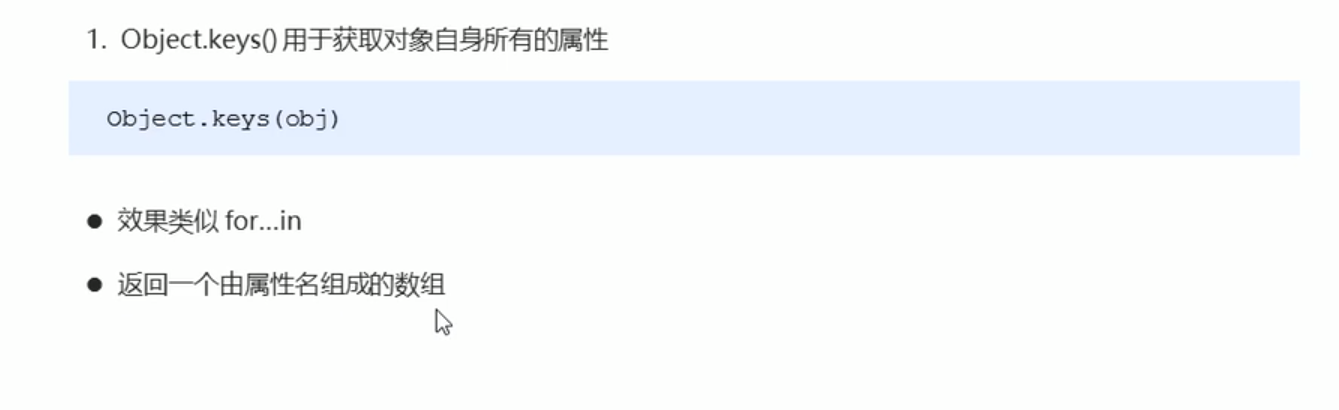 1. Object.keys() 用于获取对象自身所有的属性
Object.keys(obj)
● 效果类似 for...in
● 返回一个由属性名组成的数组